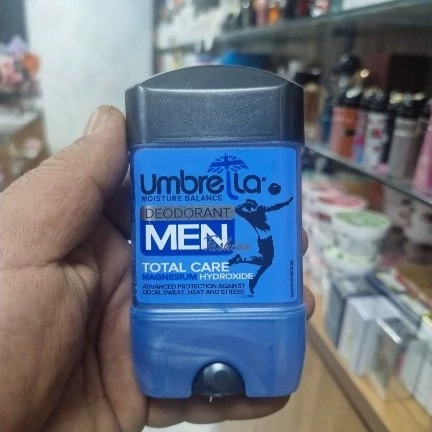 Umbrella
MOISTURE BALANCE
DEODORANT
MEN
TOTAL CARE
MAGNESIUM HYDROXIDE
ADVANCED PROTECTION AGAINST
ODOR, SWEAT, HEAT AND STRESS